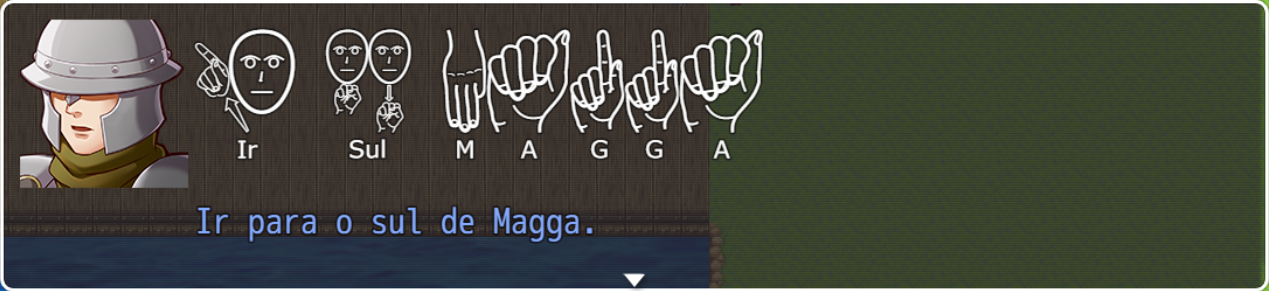 Ir Sul M A G G A
Ir para o sul de Magga.